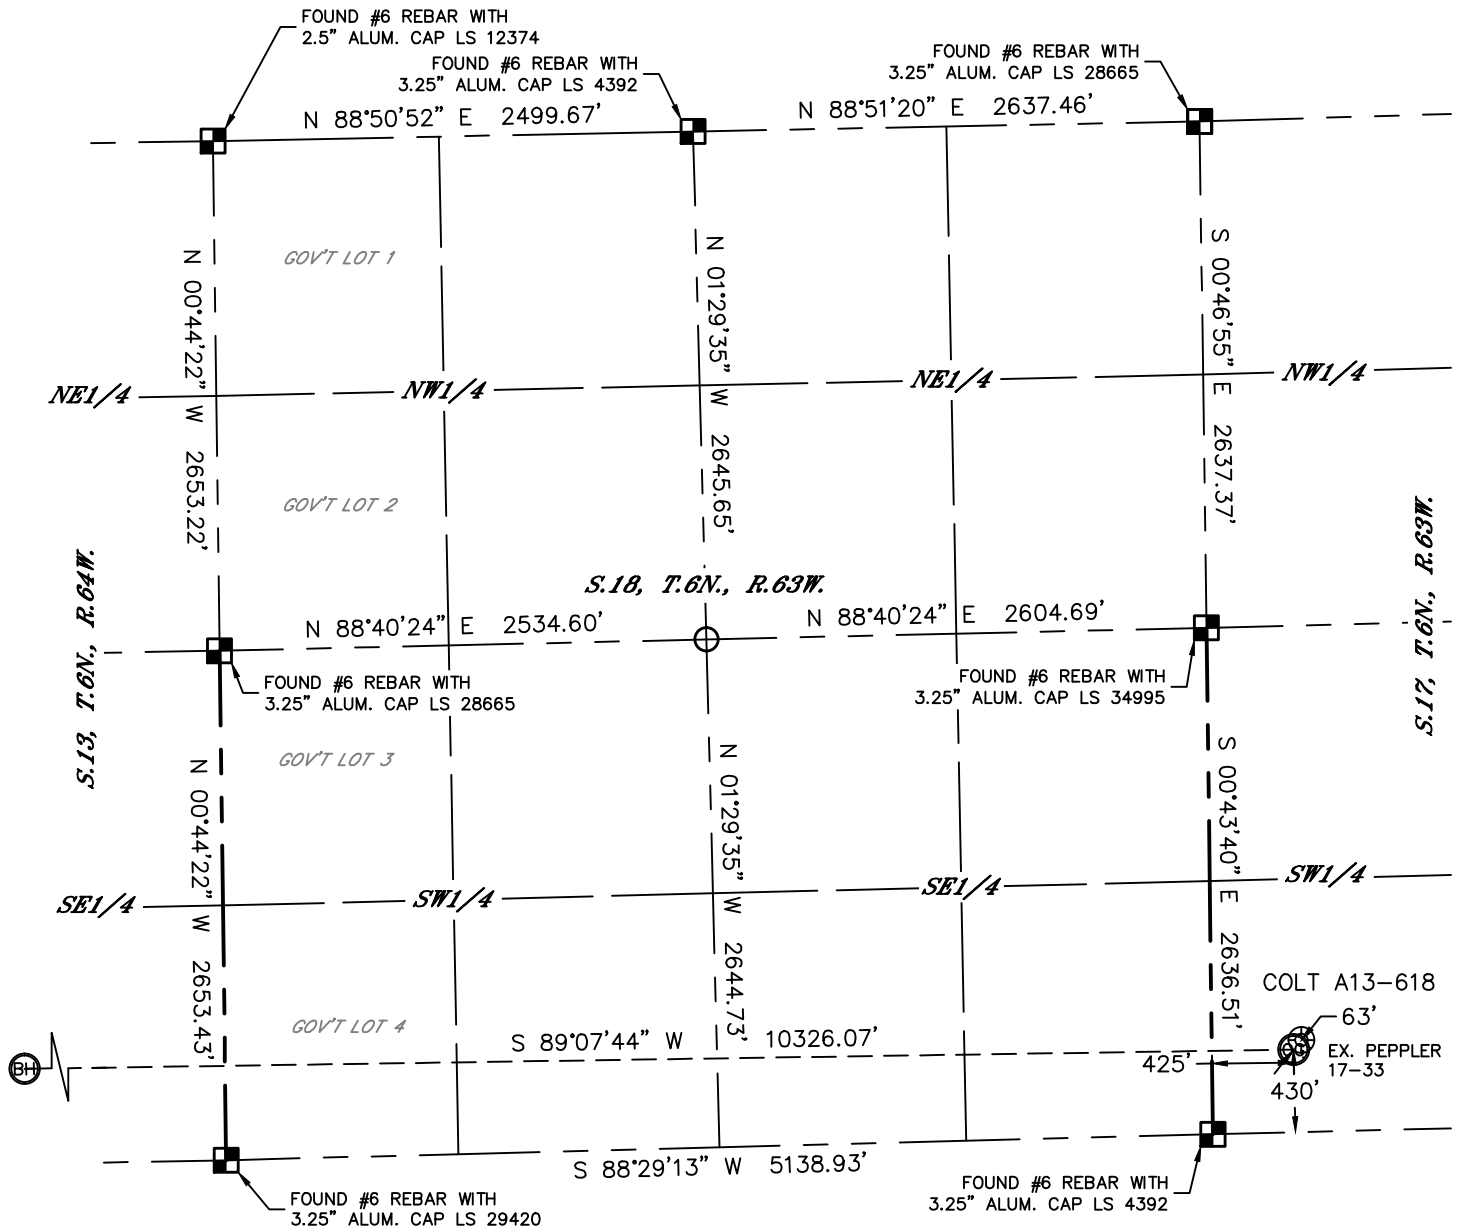 FOUND #6 REBAR WITH
2.5" ALUM. CAP LS 12374
FOUND #6 REBAR WITH
3.25" ALUM. CAP LS 4392
FOUND #6 REBAR WITH
3.25" ALUM. CAP LS 28665
N 88°50'52" E 2499.67'
N 88°51'20" E 2637.46'
N 00°44'22" W 2653.22'
GOV'T LOT 1
N 01°29'35" W 2645.65'
S 00°46'55" E 2637.37'
NE1/4
NW1/4
NE1/4
NW1/4
GOV'T LOT 2
S.13, T.6N., R.64W.
S.18, T.6N., R.63W.
S.17, T.6N., R.63W.
N 88°40'24" E 2534.60'
N 88°40'24" E 2604.69'
FOUND #6 REBAR WITH
3.25" ALUM. CAP LS 28665
FOUND #6 REBAR WITH
3.25" ALUM. CAP LS 34995
GOV'T LOT 3
N 00°44'22" W 2653.43'
N 01°29'35" W 2644.73'
S 00°43'40" E 2636.51'
SE1/4
SW1/4
SE1/4
SW1/4
COLT A13-618
GOV'T LOT 4
S 89°07'44" W 10326.07'
63'
BH
425'
EX. PEPPLER
17-33
430'
S 88°29'13" W 5138.93'
FOUND #6 REBAR WITH
3.25" ALUM. CAP LS 29420
FOUND #6 REBAR WITH
3.25" ALUM. CAP LS 4392